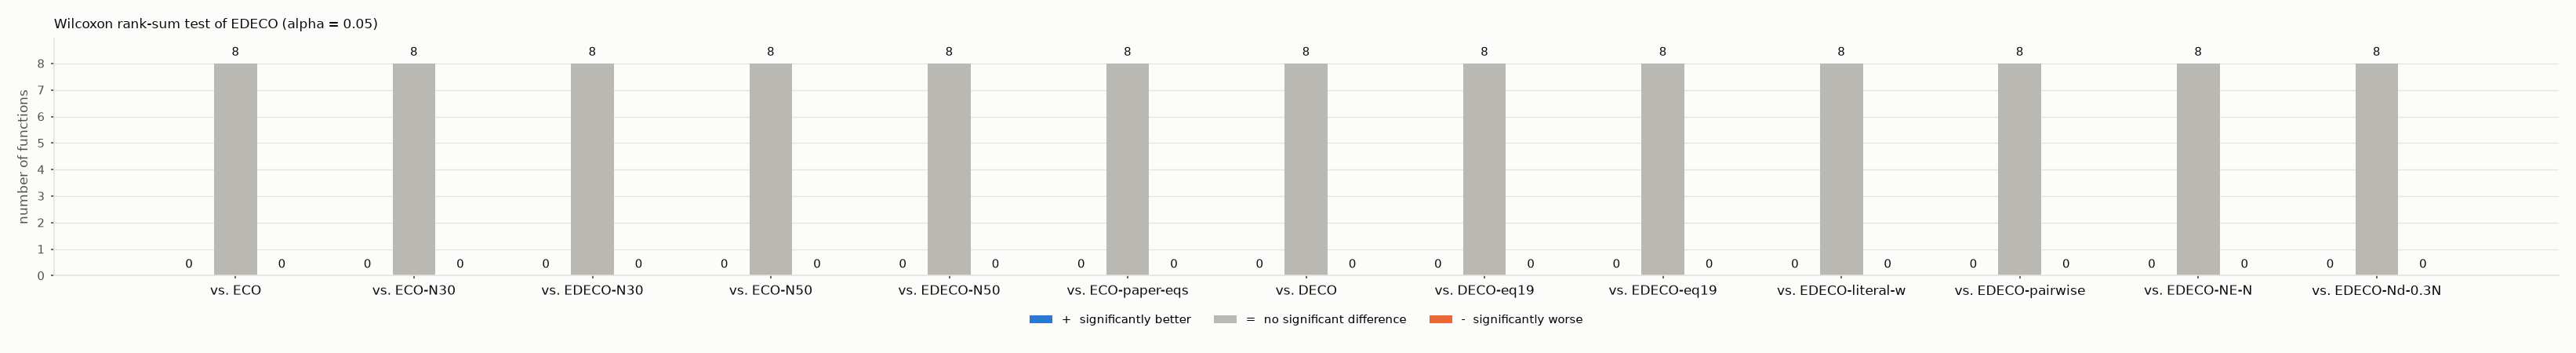 Wilcoxon rank-sum test of EDECO (alpha = 0.05)
number of functions
8
7
6
5
4
3
2
1
0
8 8 8 8 8 8 8 8 8 8 8 8 8
0 0 0 0 0 0 0 0 0 0 0 0 0 0 0 0 0 0 0 0 0 0 0 0 0 0
vs. ECO vs. ECO-N30 vs. EDECO-N30 vs. ECO-N50 vs. EDECO-N50 vs. ECO-paper-eqs vs. DECO vs. DECO-eq19 vs. EDECO-eq19 vs. EDECO-literal-w vs. EDECO-pairwise vs. EDECO-NE-N vs. EDECO-Nd-0.3N
+ significantly better = no significant difference - significantly worse